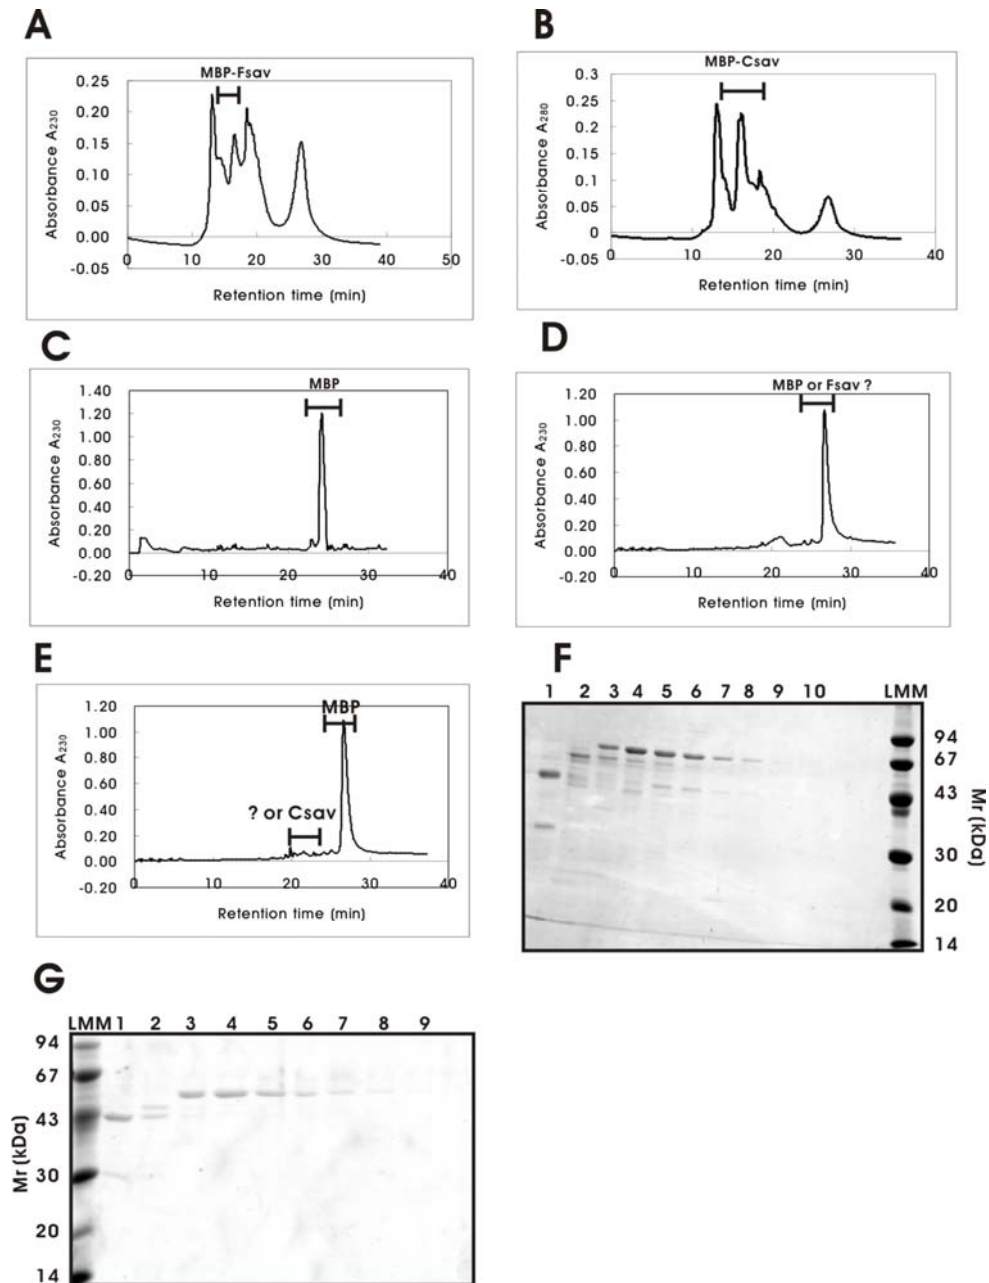 A
MBP-Fsav
0.25
0.20
0.15
0.10
0.05
0.00
-0.05
0 10 20 30 40 50
Absorbance A230
Retention time (min)
B
MBP-Csav
0.3
0.25
0.2
0.15
0.1
0.05
0
-0.05
0 10 20 30 40
Absorbance A280
Retention time (min)
C
MBP
1.40
1.20
1.00
0.80
0.60
0.40
0.20
0.00
-0.20
0 10 20 30 40
Absorbance A230
Retention time (min)
D
MBP or Fsav ?
1.20
1.00
0.80
0.60
0.40
0.20
0.00
-0.20
0 10 20 30 40
Absorbance A230
Retention time (min)
E
MBP
? or Csav
1.20
1.00
0.80
0.60
0.40
0.20
0.00
-0.20
0 10 20 30 40
Absorbance A230
Retention time (min)
F
1 2 3 4 5 6 7 8 9 10 LMM
94
67
43
30
20
14
Mr (kDa)
G
LMM 1 2 3 4 5 6 7 8 9
94
67
43
30
20
14
Mr (kDa)